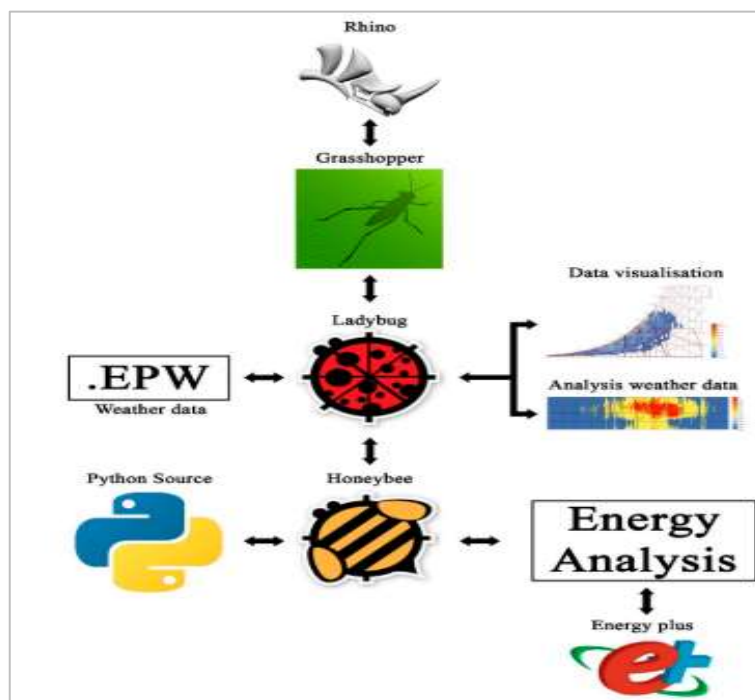 Rhino
Grasshopper
Data visualisation
Ladybug
.EPW
Weather data
Analysis weather data
Python Source
Honeybee
Energy
Analysis
Energy plus
e+